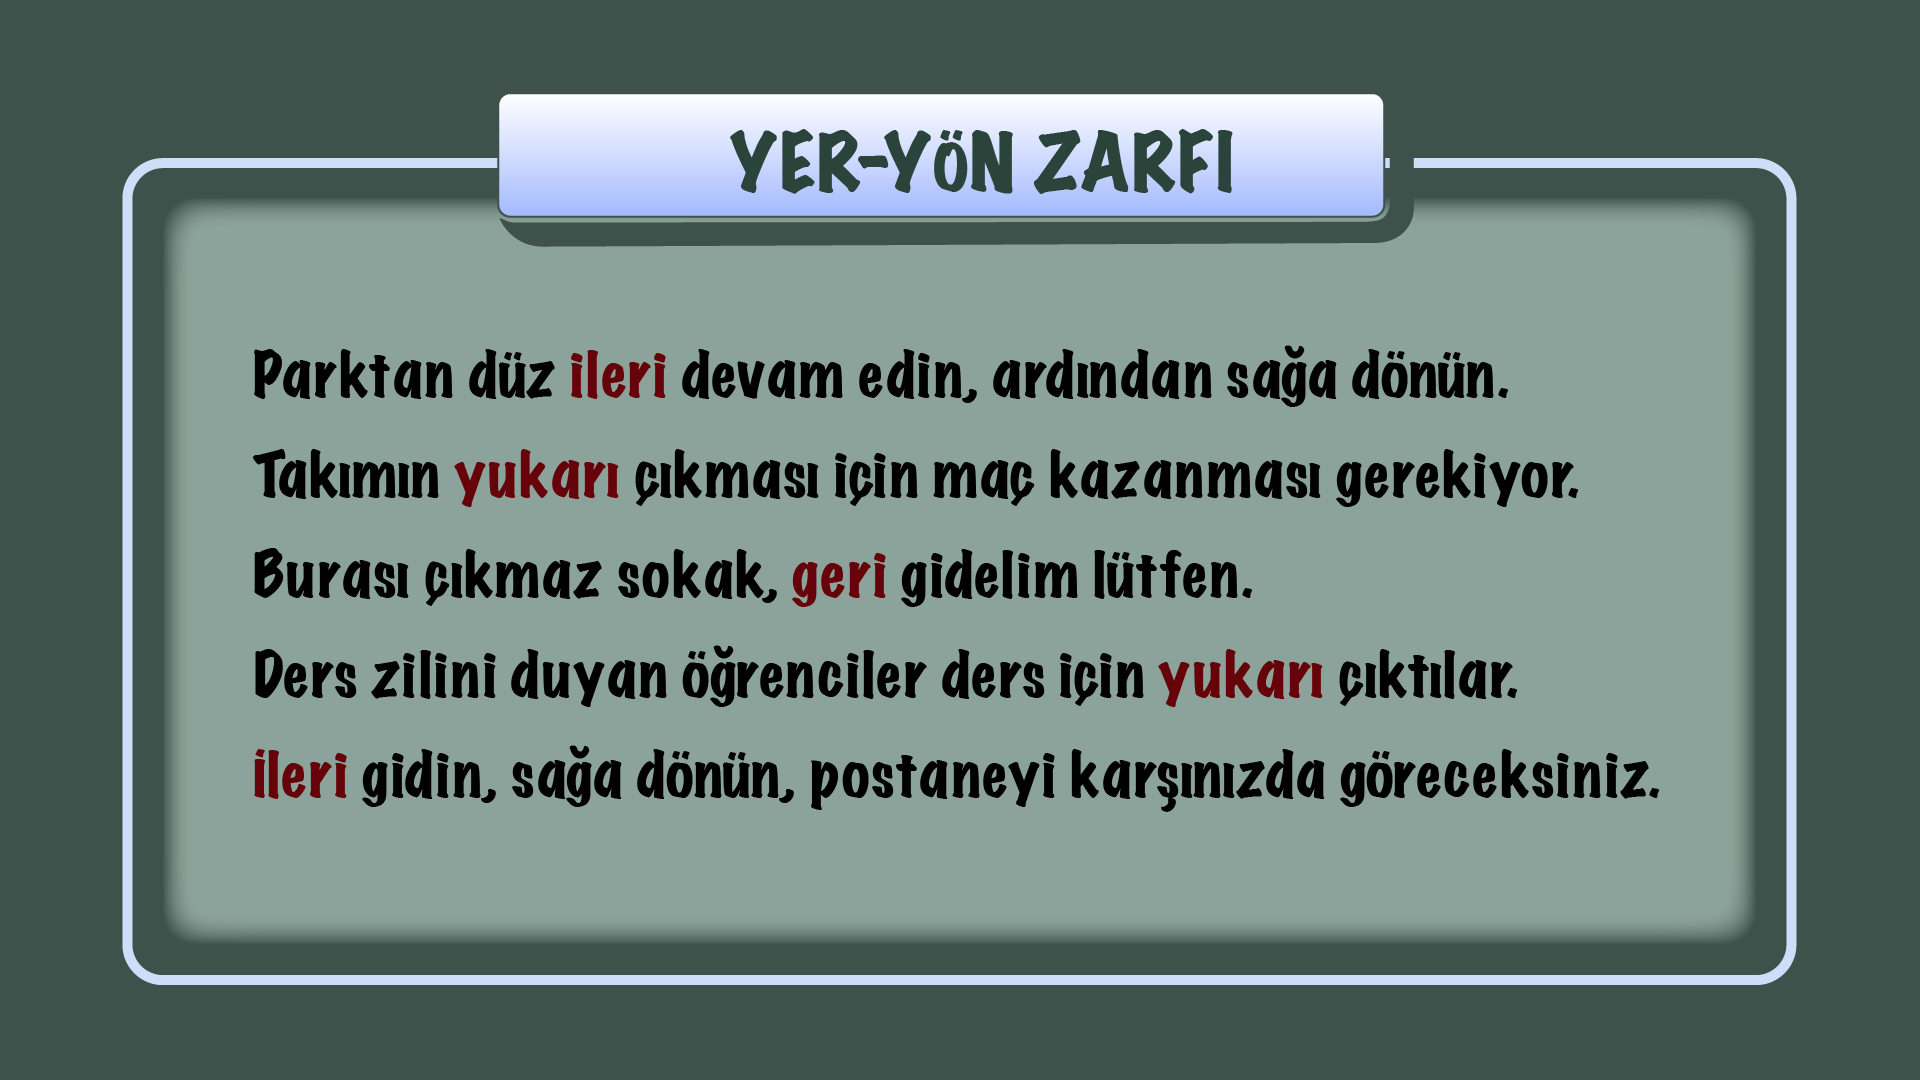 YER-YÖN ZARFI
Parktan düz ileri devam edin, ardından sağa dönün.
Takımın yukarı çıkması için maç kazanması gerekiyor.
Burası çıkmaz sokak, geri gidelim lütfen.
Ders zilini duyan öğrenciler ders için yukarı çıktılar.
İleri gidin, sağa dönün, postaneyi karşınızda göreceksiniz.